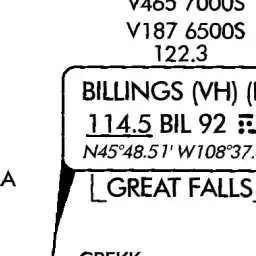 V465 7000S
V187 6500S
122.3
BILLINGS (VH) (
114.5 BIL 92
N45°48.51' W108°37.
A
GREAT FALLS